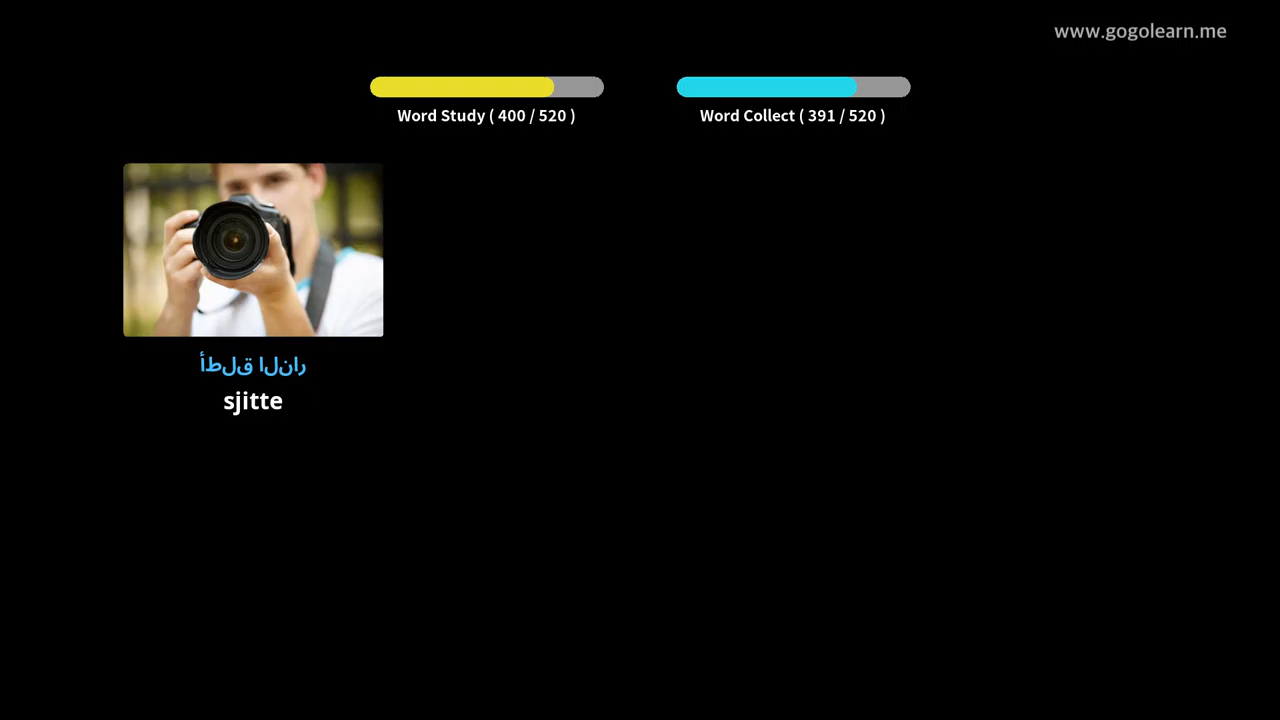 www.gogolearn.me
Word Study ( 400 / 520 )
Word Collect ( 391 / 520 )
أطلق النار
sjitte